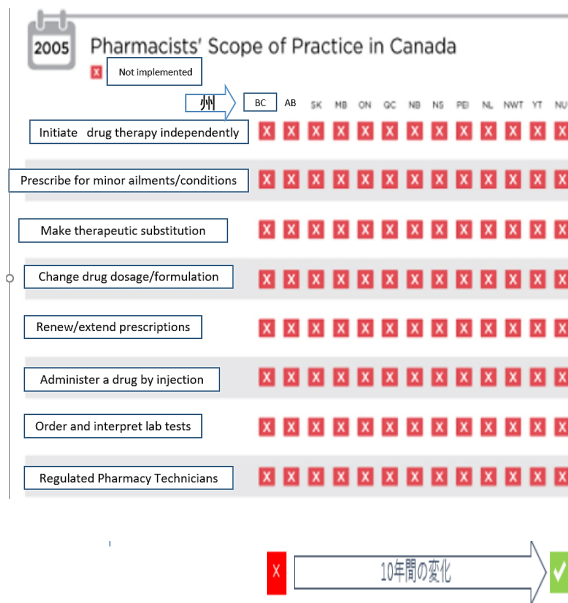 2005
Pharmacists' Scope of Practice in Canada
X Not implemented
州
BC AB SK MB ON QC NB NS PEI NL NWT YT NU
Initiate drug therapy independently X X X X X X X X X X X X X
Prescribe for minor ailments/conditions X X X X X X X X X X X X X
Make therapeutic substitution X X X X X X X X X X X X X
Change drug dosage/formulation X X X X X X X X X X X X X
Renew/extend prescriptions X X X X X X X X X X X X X
Administer a drug by injection X X X X X X X X X X X X X
Order and interpret lab tests X X X X X X X X X X X X X
Regulated Pharmacy Technicians X X X X X X X X X X X X X
X 10年間の変化 ✓